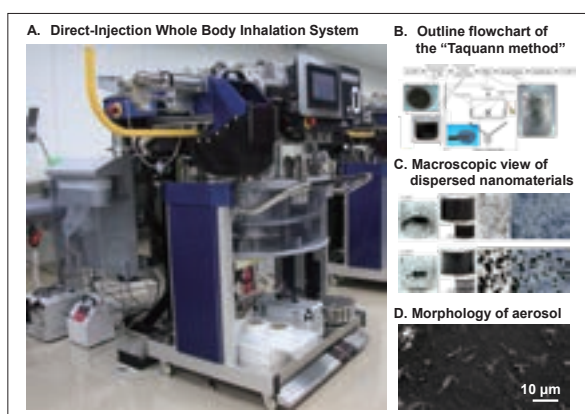 A. Direct-Injection Whole Body Inhalation System
B. Outline flowchart of
the “Taquann method”
C. Macroscopic view of
dispersed nanomaterials
D. Morphology of aerosol
10 µm